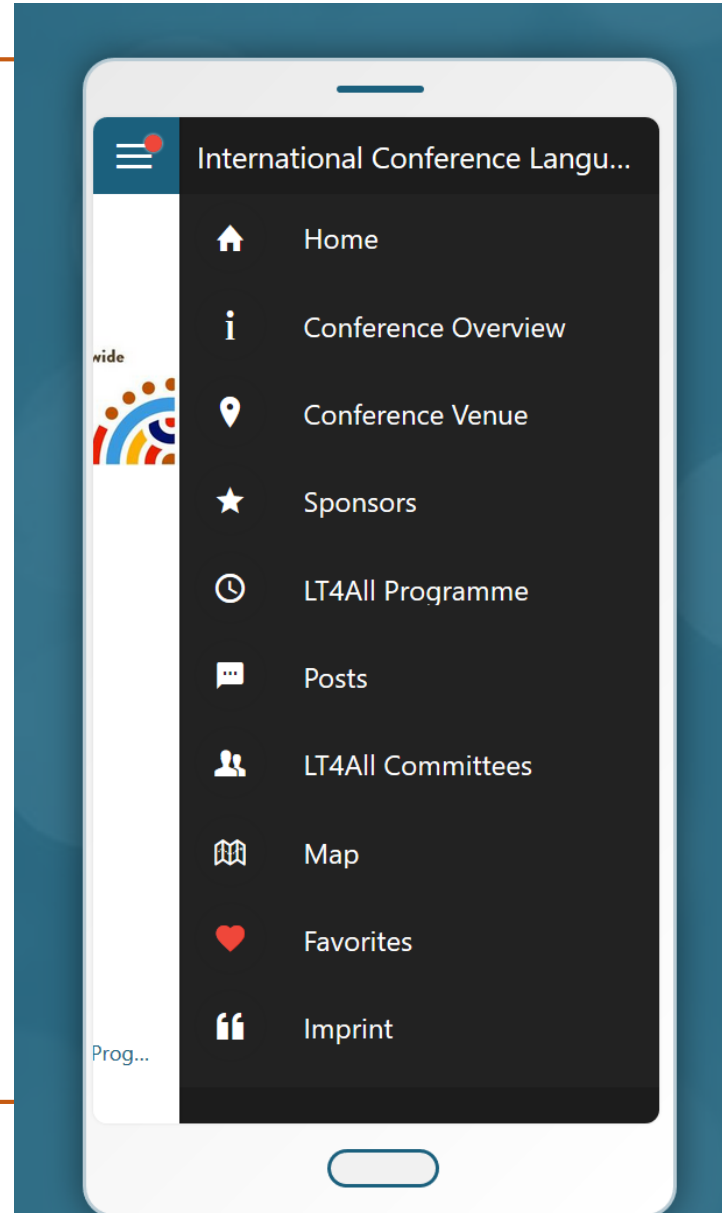 International Conference Langu...
Home
Conference Overview
wide
Conference Venue
Sponsors
LT4All Programme
Posts
LT4All Committees
Map
Favorites
Imprint
Prog...